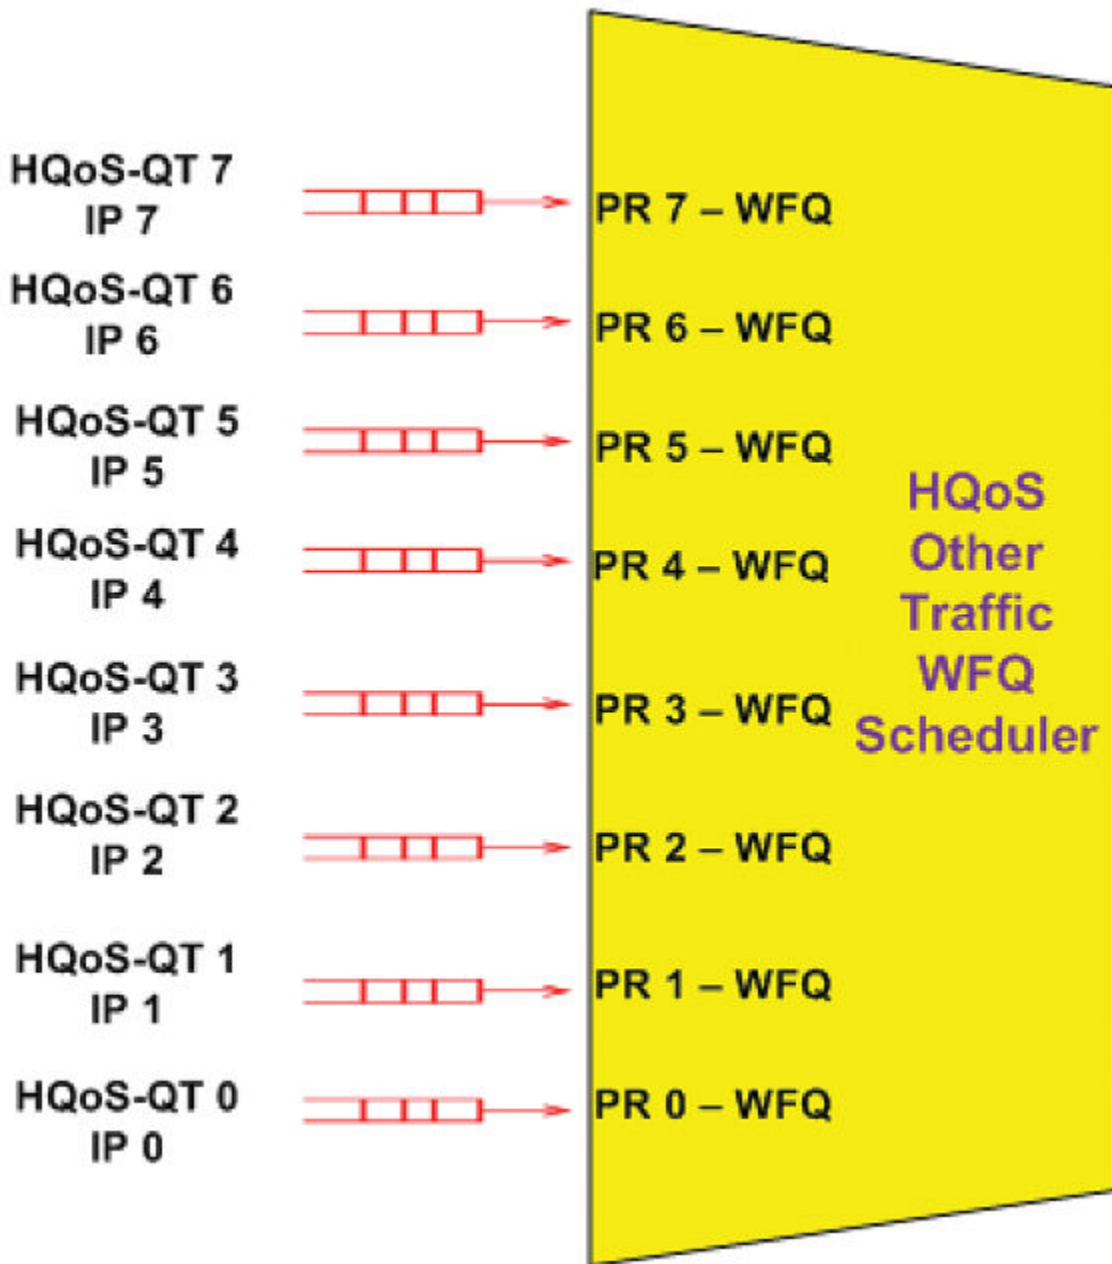 HQoS-QT 7
IP 7
PR 7 – WFQ
HQoS-QT 6
IP 6
PR 6 – WFQ
HQoS-QT 5
IP 5
PR 5 – WFQ
HQoS-QT 4
IP 4
PR 4 – WFQ
HQoS-QT 3
IP 3
PR 3 – WFQ
HQoS-QT 2
IP 2
PR 2 – WFQ
HQoS-QT 1
IP 1
PR 1 – WFQ
HQoS-QT 0
IP 0
PR 0 – WFQ
HQoS
Other
Traffic
WFQ
Scheduler